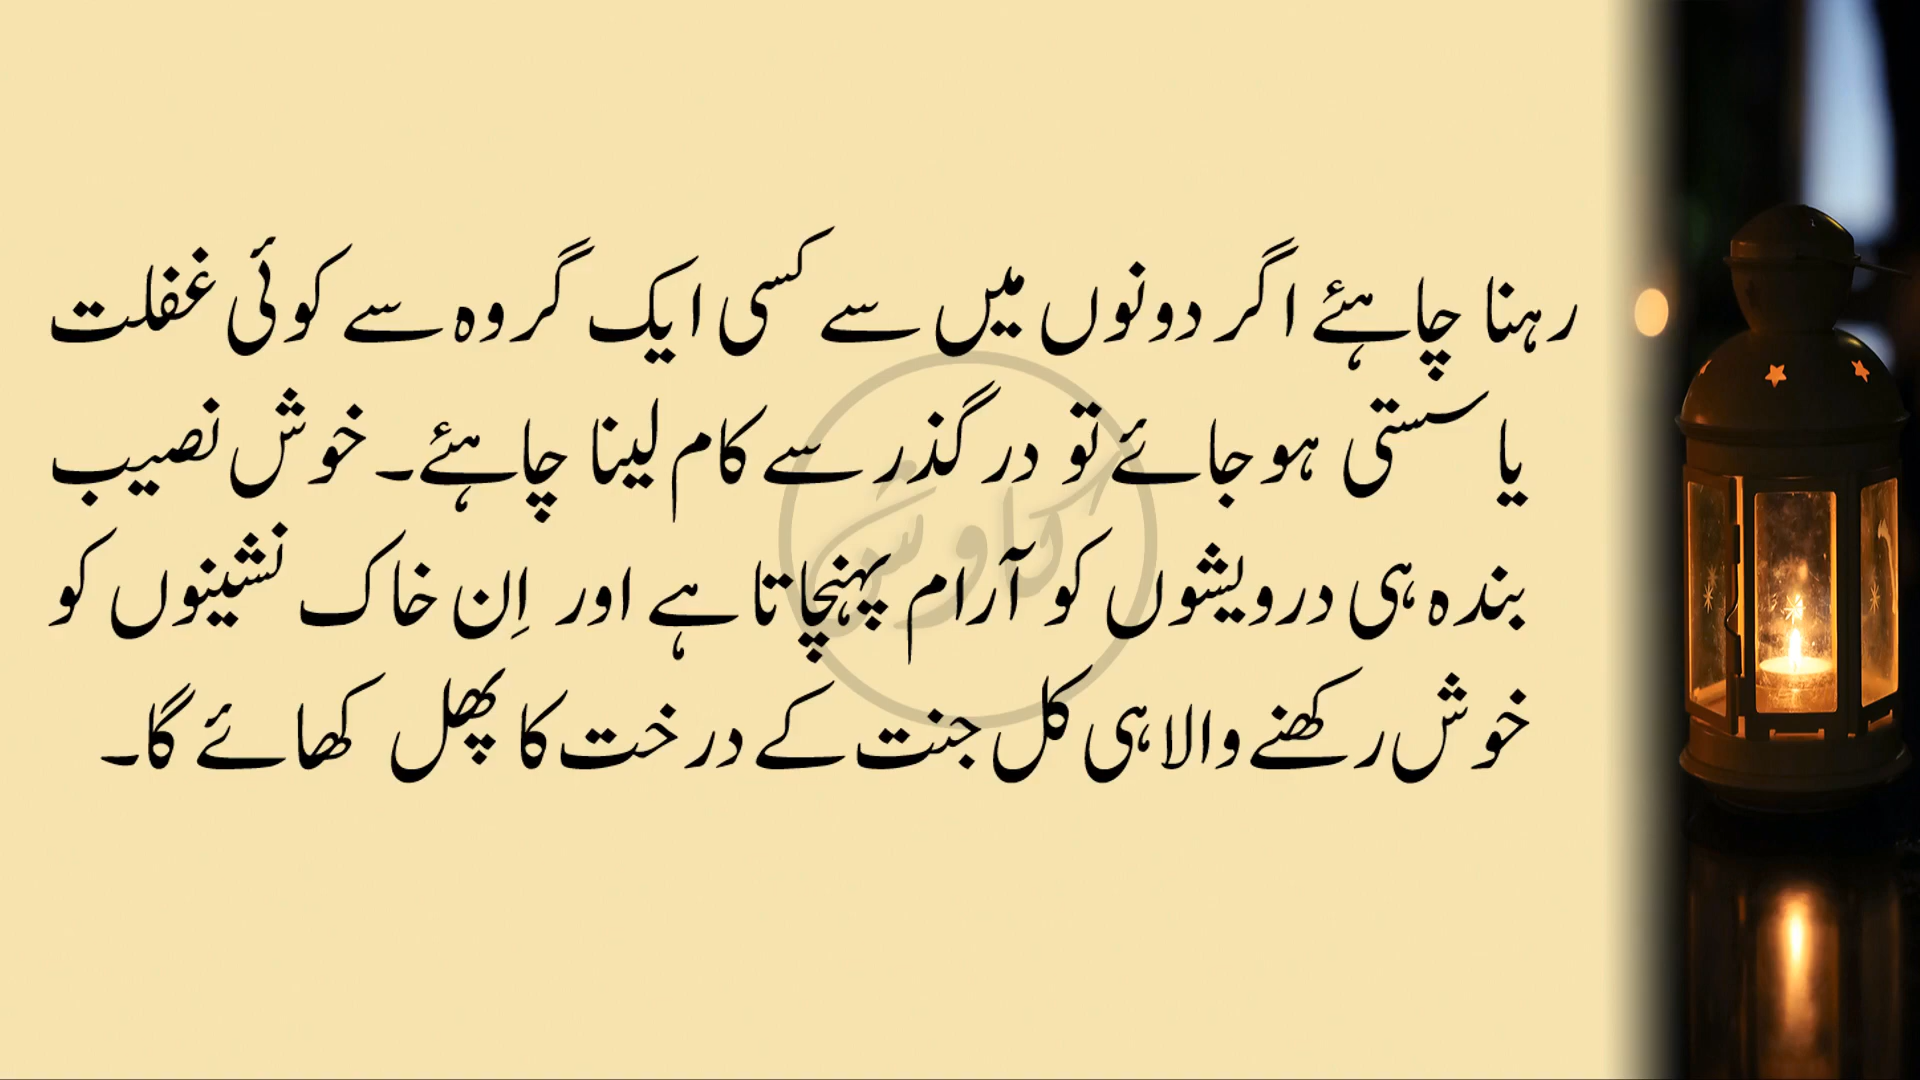 رہنا چاہئے اگر دونوں میں سے کسی ایک گروہ سے کوئی غفلت
یا سستی ہو جائے تو درگذر سے کام لینا چاہئے۔ خوش نصیب
بندہ ہی درویشوں کو آرام پہنچاتا ہے اور اِن خاک نشینوں کو
خوش رکھنے والا ہی کل جنت کے درخت کا پھل کھائے گا۔
کاوش